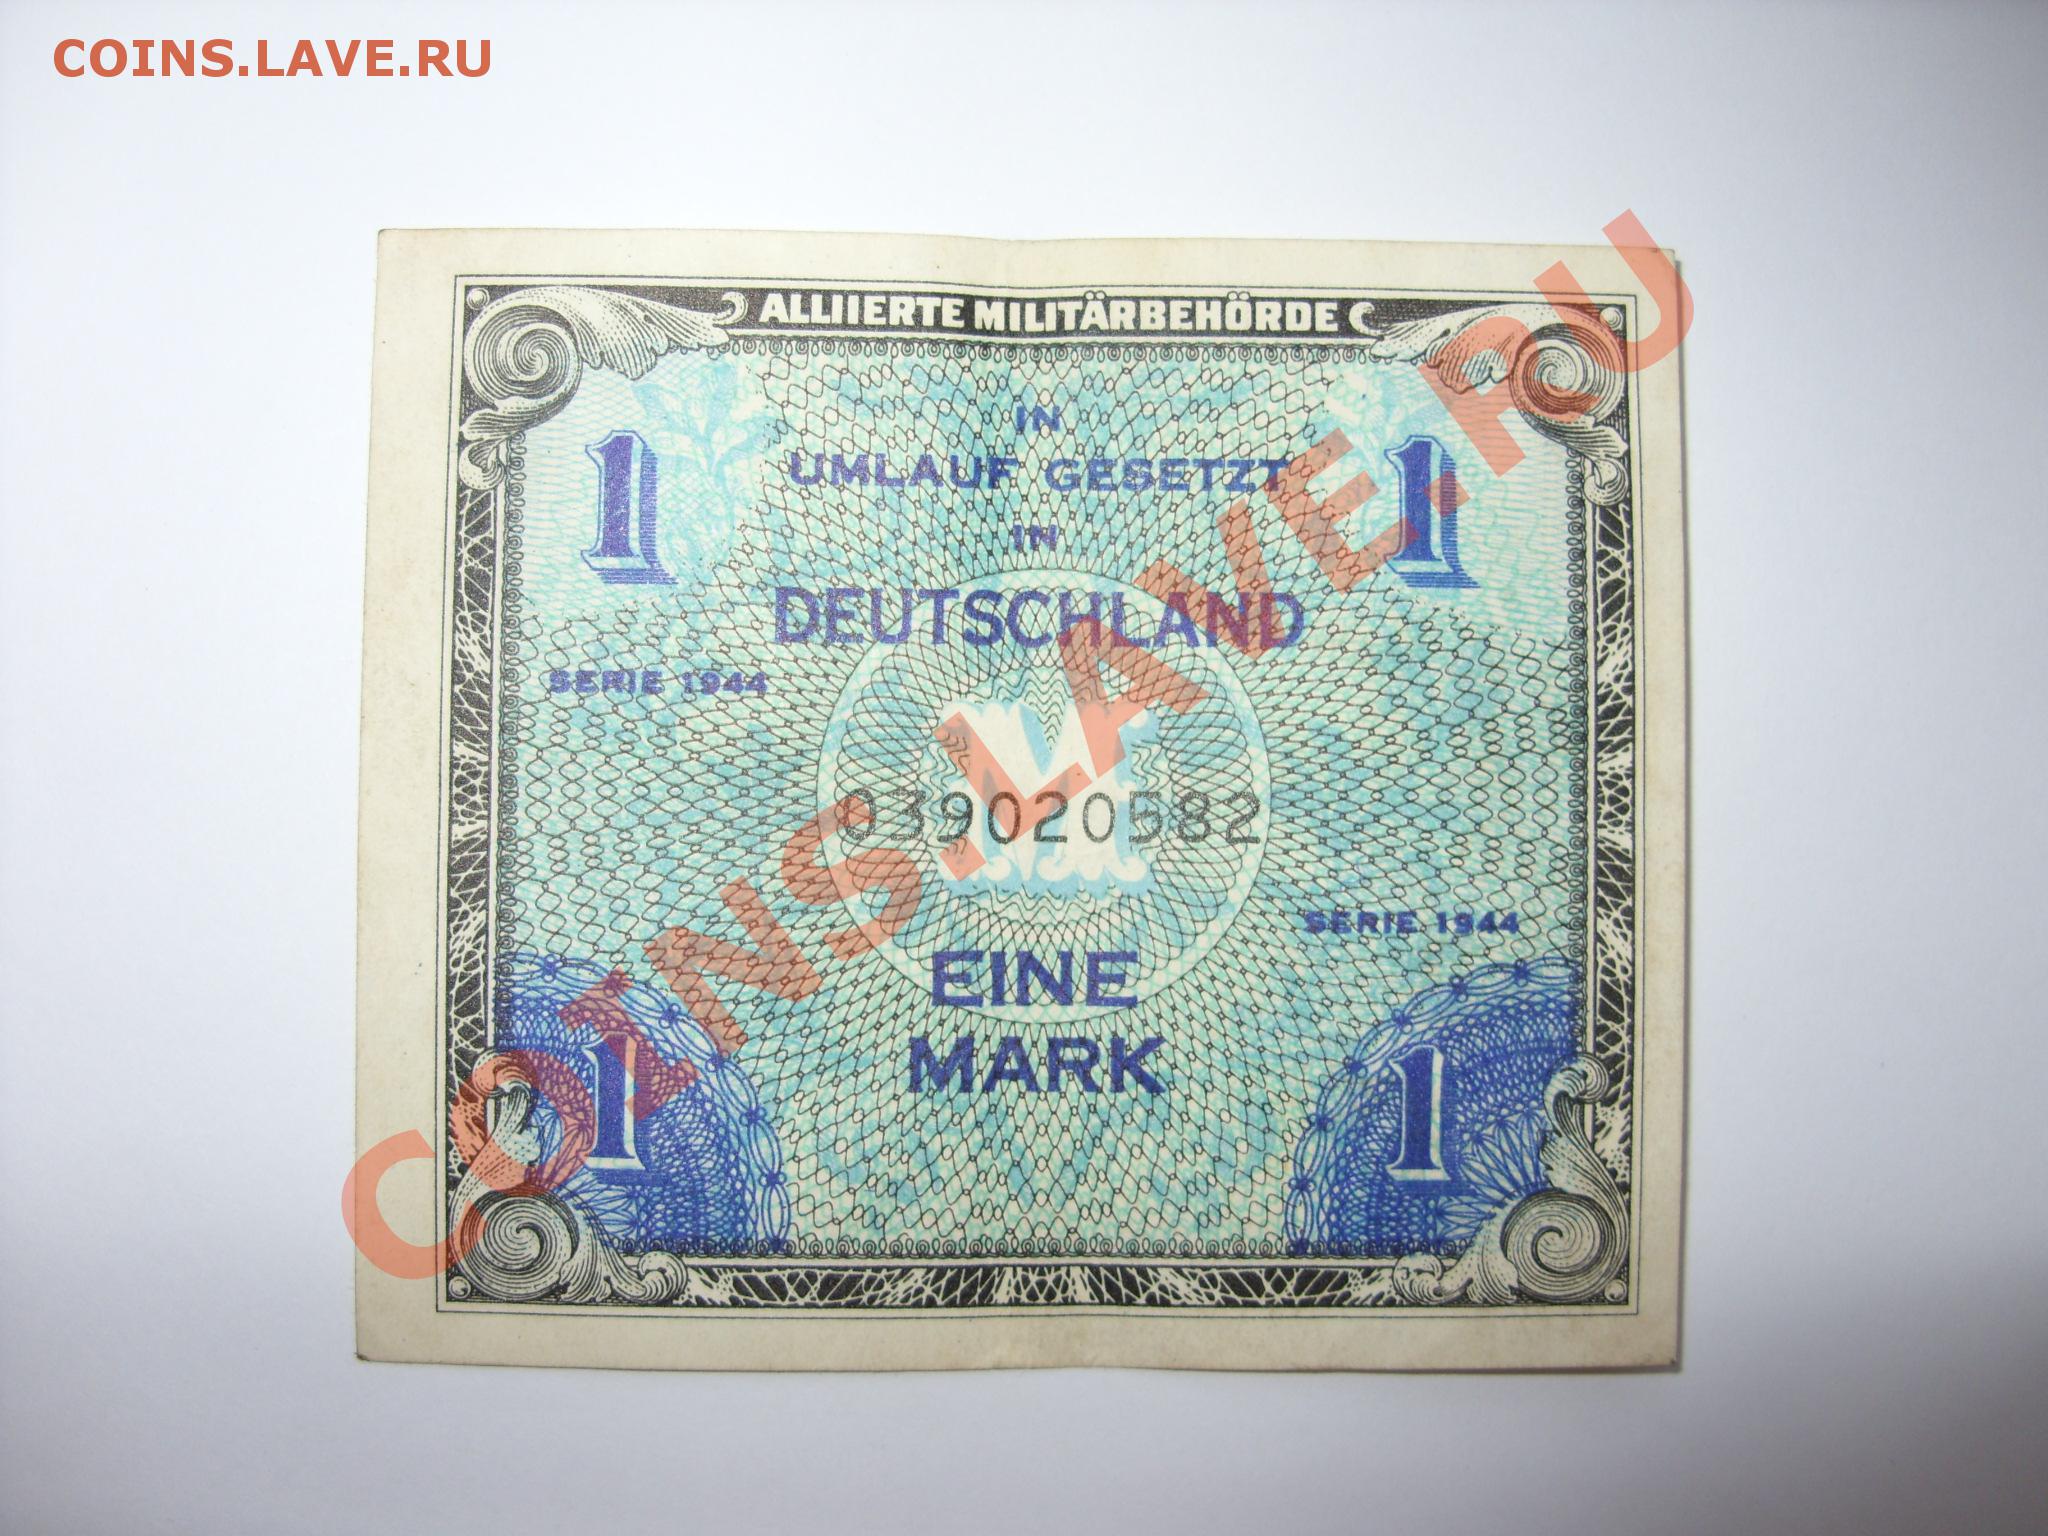 COINS.LAVE.RU
ALLIIERTE MILITÄRBEHÖRDE
1
IN
1
UMLAUF GESETZT
IN
DEUTSCHLAND
SERIE 1944
M
039020582
SERIE 1944
EINE
MARK
1
1
COINS.LAVE.RU